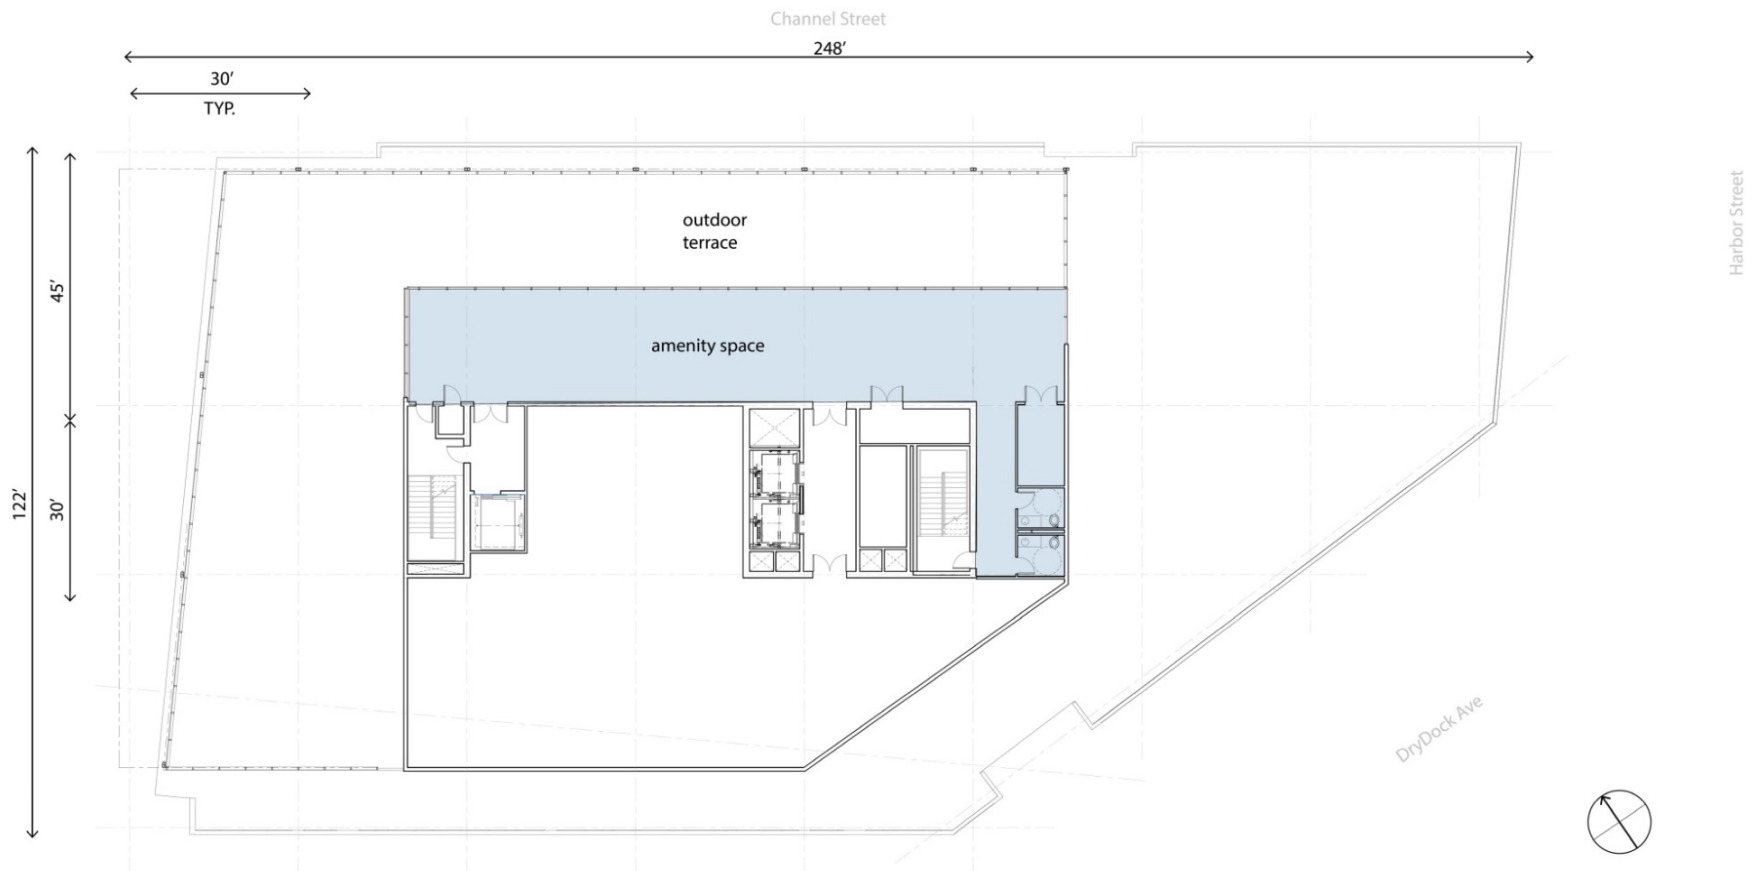 Channel Street
248’
30’
TYP.
outdoor
terrace
Harbor Street
45’
amenity space
122’
30’
DryDock Ave